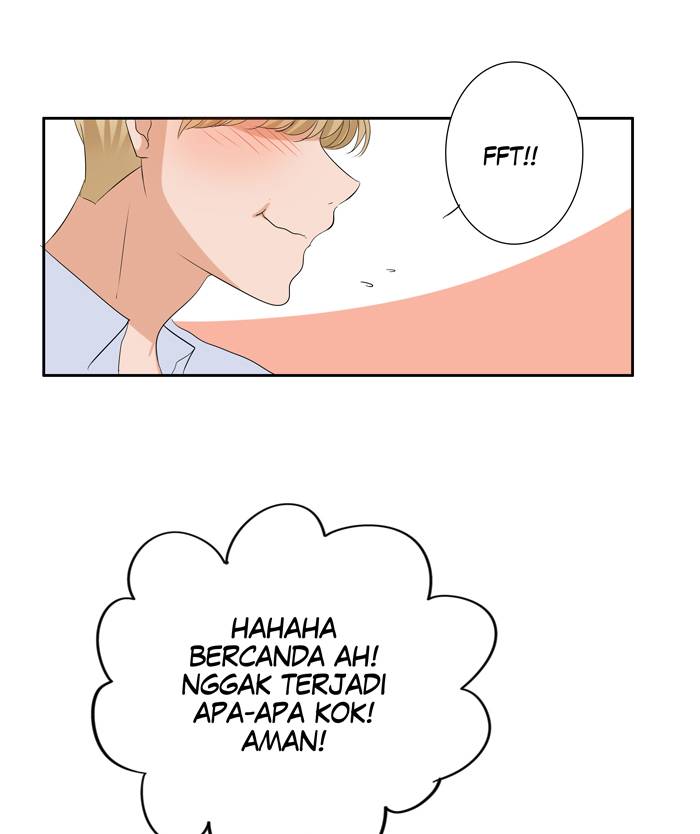 FFT!!
HAHAHA
BERCANDA AH!
NGGAK TERJADI
APA-APA KOK!
AMAN!